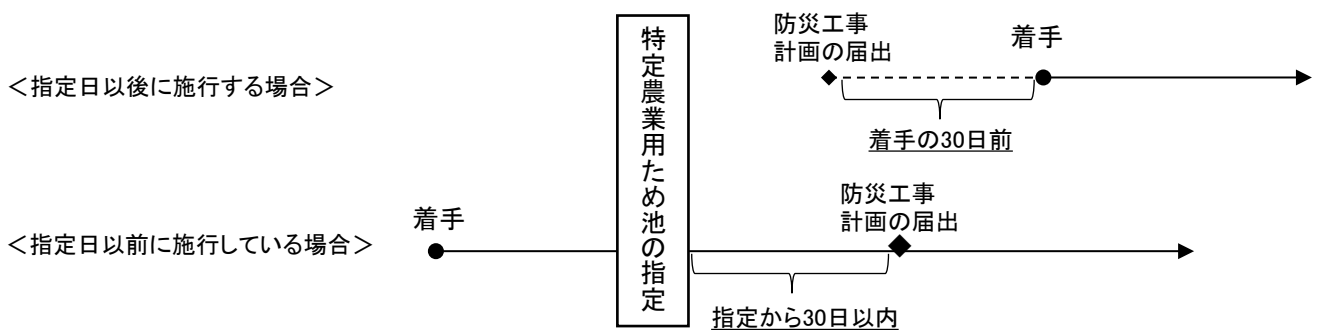 特定農業用ため池の指定
＜指定日以後に施行する場合＞
防災工事
計画の届出
着手
着手の30日前
＜指定日以前に施行している場合＞
着手
防災工事
計画の届出
指定から30日以内